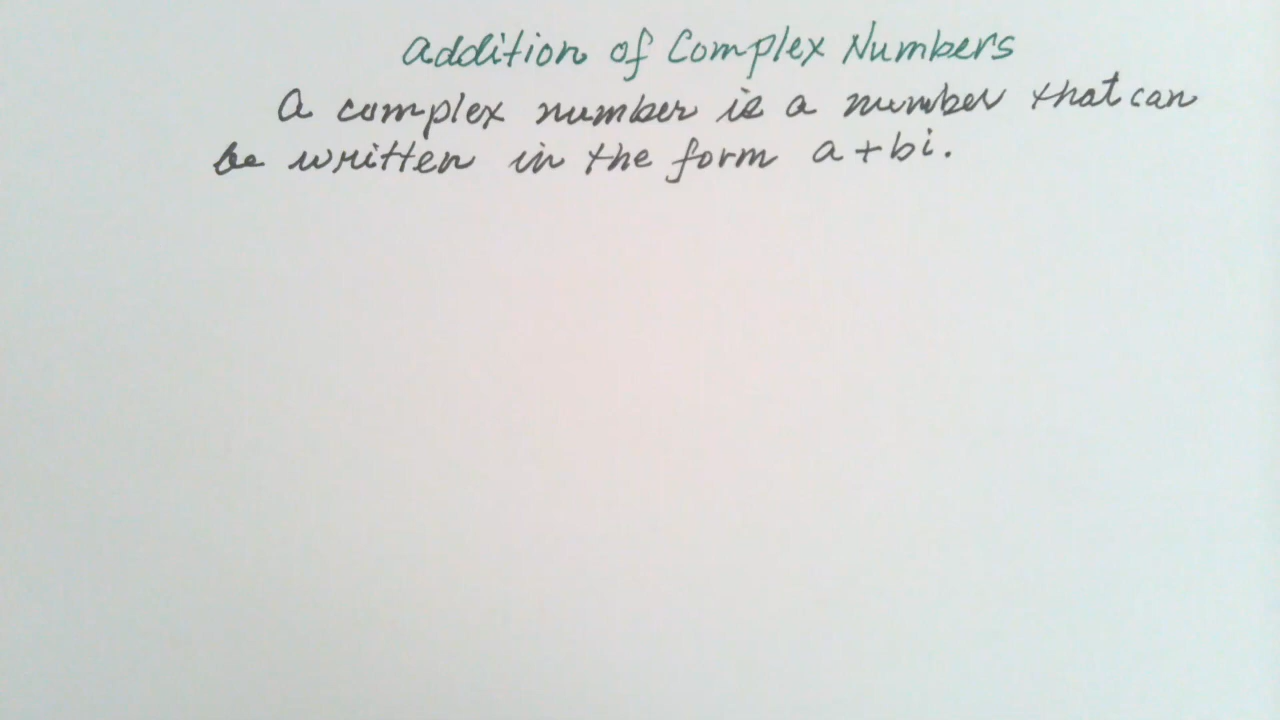 Addition of Complex Numbers
A complex number is a number that can
be written in the form a + bi.